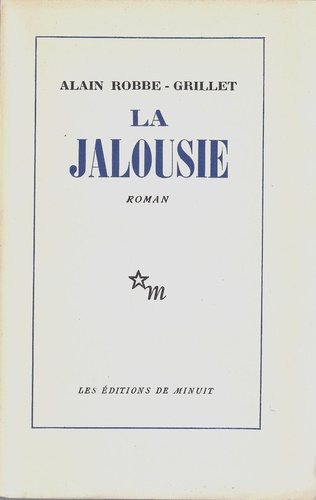 ALAIN ROBBE-GRILLET
LA
JALOUSIE
ROMAN
m
LES ÉDITIONS DE MINUIT